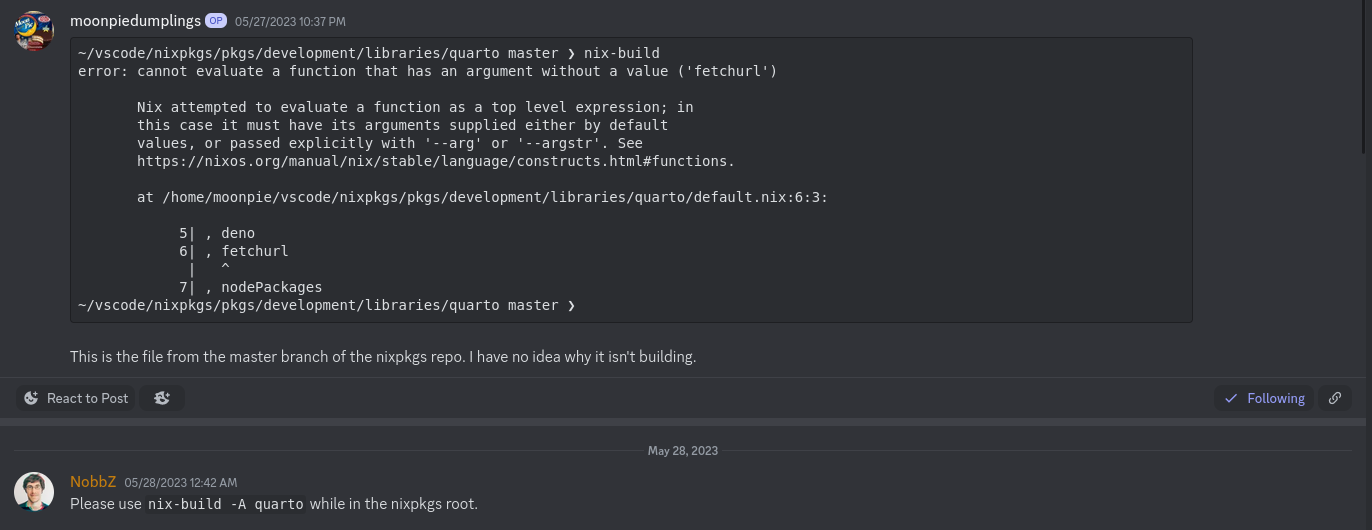 moonpiedumplings OP 05/27/2023 10:37 PM
~/vscode/nixpkgs/pkgs/development/libraries/quarto master ❯ nix-build
error: cannot evaluate a function that has an argument without a value ('fetchurl')
Nix attempted to evaluate a function as a top level expression; in
this case it must have its arguments supplied either by default
values, or passed explicitly with '--arg' or '--argstr'. See
https://nixos.org/manual/nix/stable/language/constructs.html#functions.
at /home/moonpie/vscode/nixpkgs/pkgs/development/libraries/quarto/default.nix:6:3:
5| , deno
6| , fetchurl
| ^
7| , nodePackages
~/vscode/nixpkgs/pkgs/development/libraries/quarto master ❯
This is the file from the master branch of the nixpkgs repo. I have no idea why it isn't building.
React to Post
Following
May 28, 2023
NobbZ 05/28/2023 12:42 AM
Please use nix-build -A quarto while in the nixpkgs root.